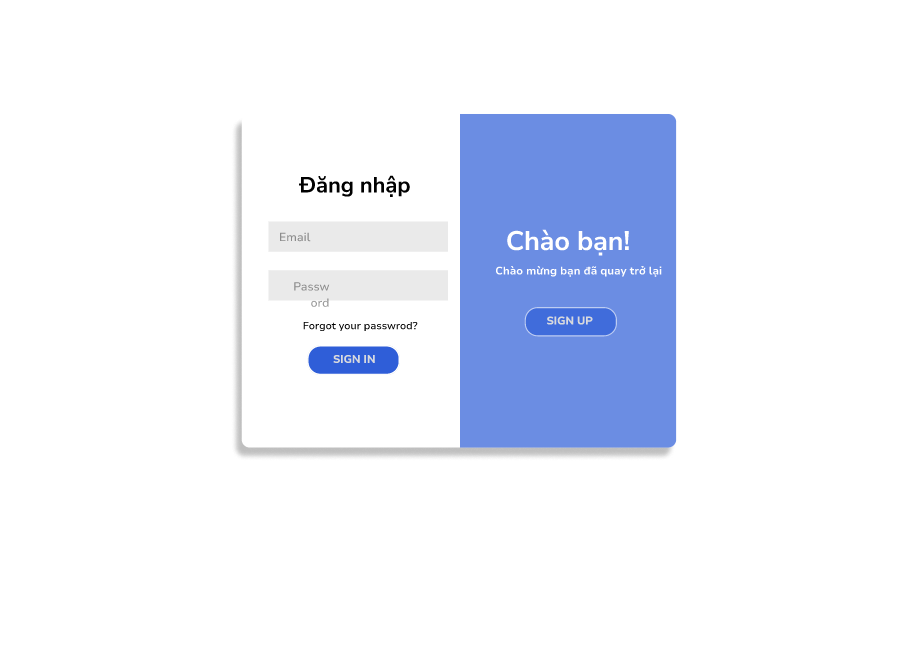 Đăng nhập
Email
Passw
ord
Forgot your passwrod?
SIGN IN
Chào bạn!
Chào mừng bạn đã quay trở lại
SIGN UP